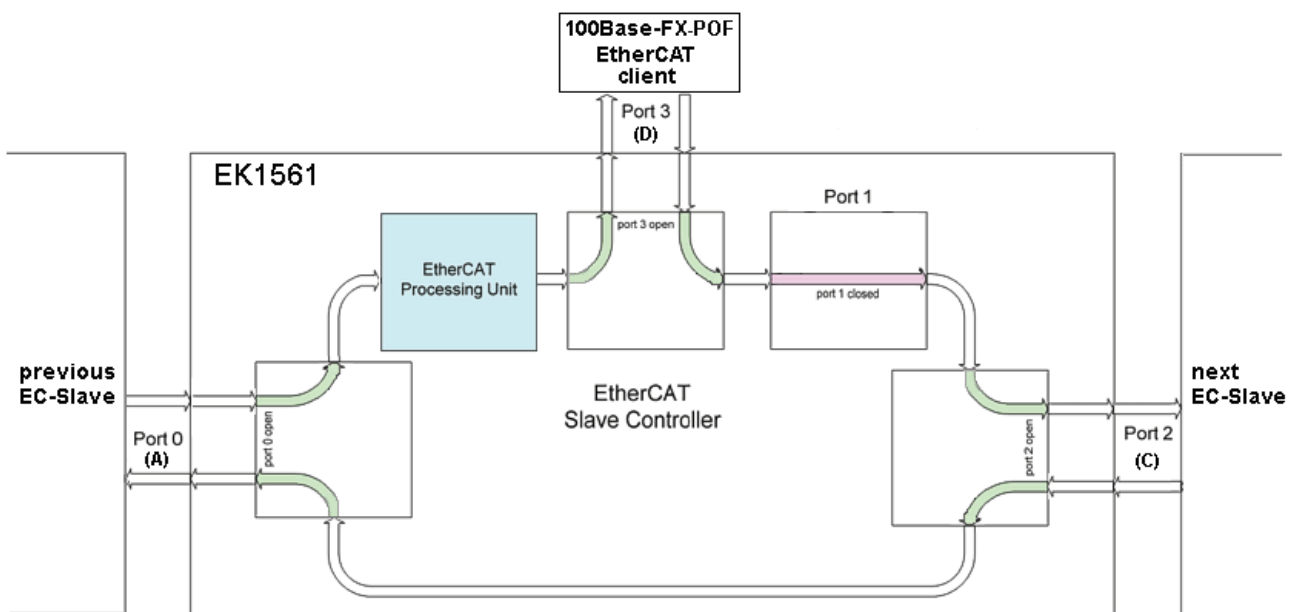 100Base-FX-POF
EtherCAT
client
Port 3
(D)
EK1561
Port 1
port 3 open
EtherCAT
Processing Unit
port 1 closed
previous
EC-Slave
next
EC-Slave
EtherCAT
Slave Controller
Port 0
(A)
port 0 open
port 2 open
Port 2
(C)